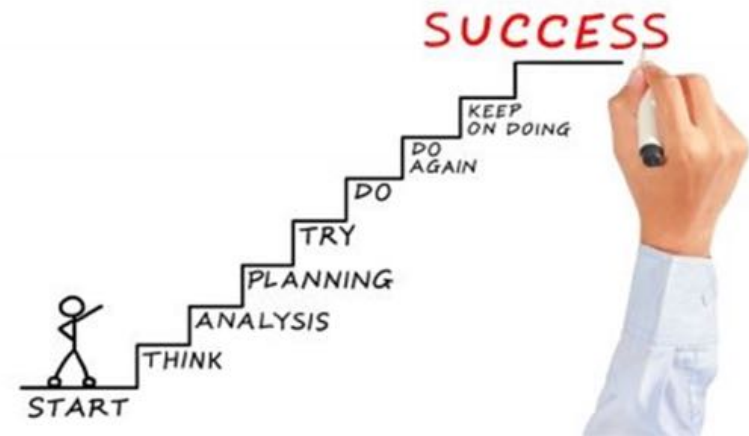 SUCCESS
KEEP
ON DOING
DO
AGAIN
DO
TRY
PLANNING
ANALYSIS
THINK
START